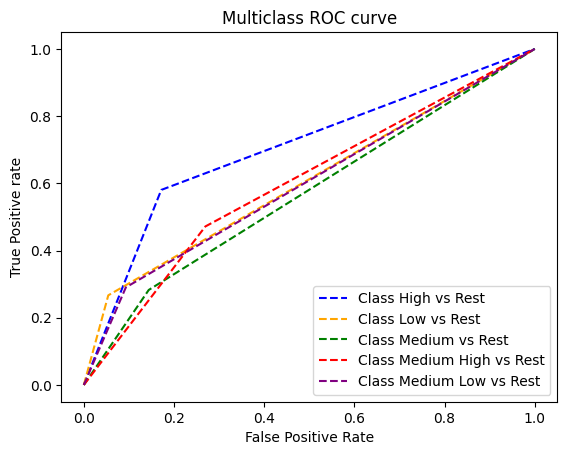 Multiclass ROC curve
True Positive rate
1.0
0.8
0.6
0.4
0.2
0.0
Class High vs Rest
Class Low vs Rest
Class Medium vs Rest
Class Medium High vs Rest
Class Medium Low vs Rest
0.0 0.2 0.4 0.6 0.8 1.0
False Positive Rate